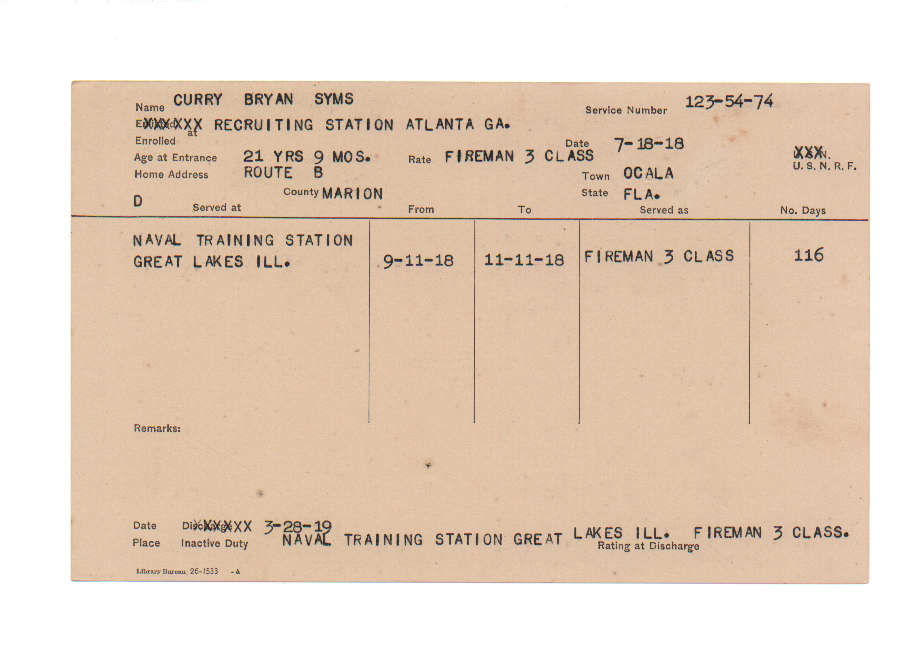 Name CURRY BRYAN SYMS Service Number 123-54-74
XXXXXX at RECRUITING STATION ATLANTA GA.
Enrolled Date 7-18-18
Age at Entrance 21 YRS 9 MOS. Rate FIREMAN 3 CLASS XXX
U. S. N. R. F.
Home Address ROUTE B Town OCALA
County MARION State FLA.
D Served at From To Served as No. Days
NAVAL TRAINING STATION
GREAT LAKES ILL. 9-11-18 11-11-18 FIREMAN 3 CLASS 116
Remarks:
Date DischargeXX 3-28-19
Place Inactive Duty NAVAL TRAINING STATION GREAT LAKES ILL. FIREMAN 3 CLASS.
Rating at Discharge
Library Bureau 26-1533 -A